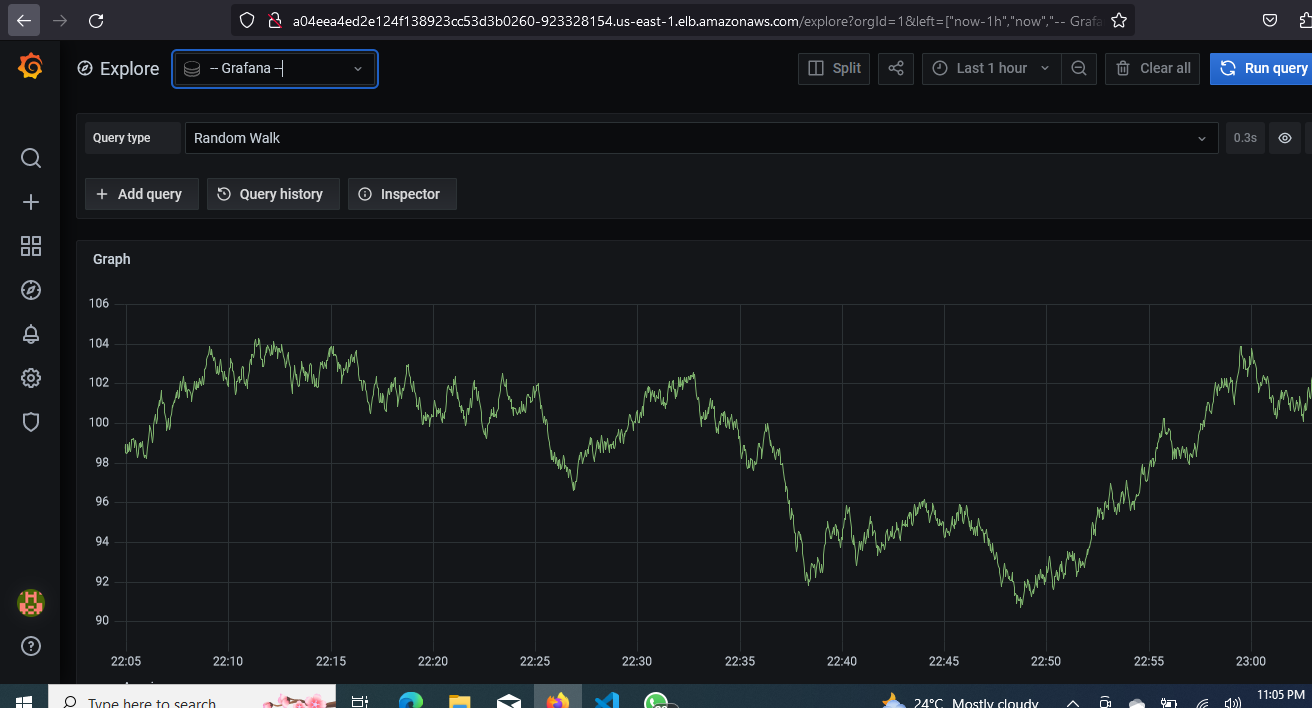 a04eea4ed2e124f138923cc53d3b0260-923328154.us-east-1.elb.amazonaws.com/explore?orgId=1&left=["now-1h","now","-- Grafa
Explore
-- Grafana --
Split
Last 1 hour
Clear all
Run query
Query type
Random Walk
0.3s
Add query
Query history
Inspector
Graph
106
104
102
100
98
96
94
92
90
22:05 22:10 22:15 22:20 22:25 22:30 22:35 22:40 22:45 22:50 22:55 23:00
Type here to search
24°C Mostly cloudy
11:05 PM